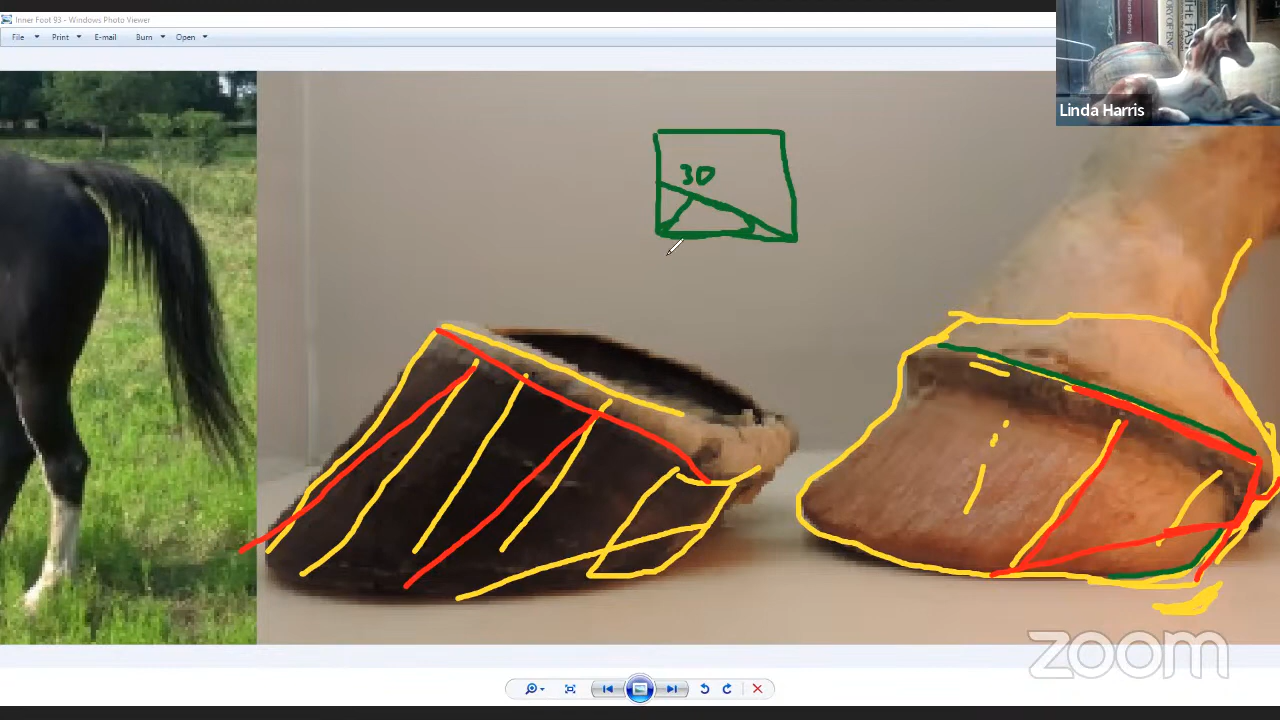 Inner Foot 93 - Windows Photo Viewer
File Print E-mail Burn Open
Linda Harris
30
zoom